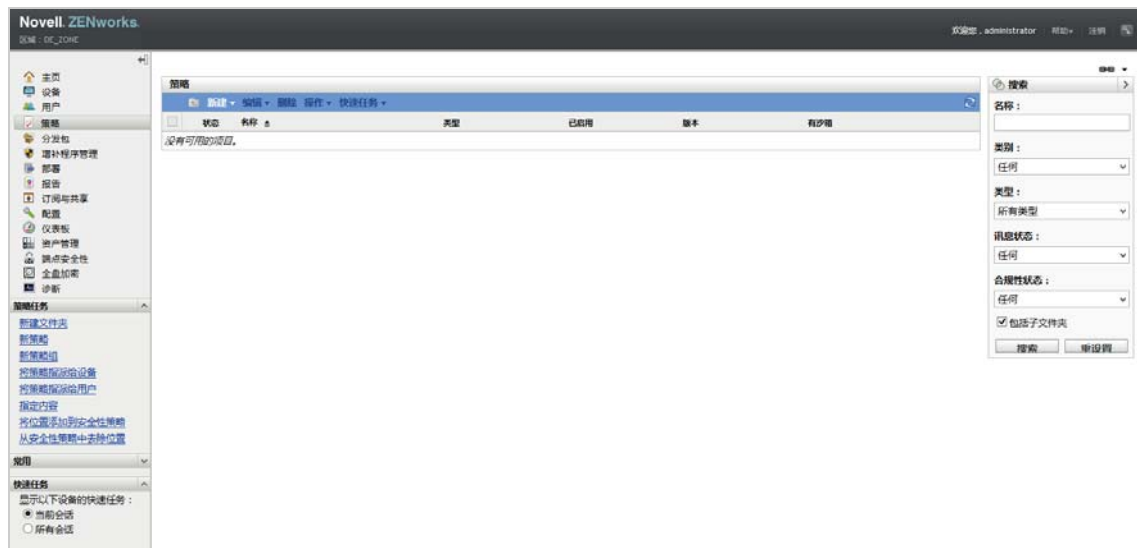 Novell. ZENworks.
区域：DE_ZONE
欢迎您，administrator 帮助 注销
主页
设备
用户
策略
分发包
增补程序管理
部署
报告
订阅与共享
配置
仪表板
资产管理
端点安全性
全盘加密
诊断
策略任务
新建文件夹
新策略
新策略组
将策略指派给设备
将策略指派给用户
指定内容
将位置添加到安全性策略
从安全性策略中去除位置
常用
快速任务
显示以下设备的快速任务：
当前会话
所有会话
策略
新建 编辑 删除 操作 快速任务
状态 名称 类型 已启用 版本 有沙箱
没有可用的项目。
搜索
名称：
类别：
任何
类型：
所有类型
讯息状态：
任何
合规性状态：
任何
包括子文件夹
搜索 重设置